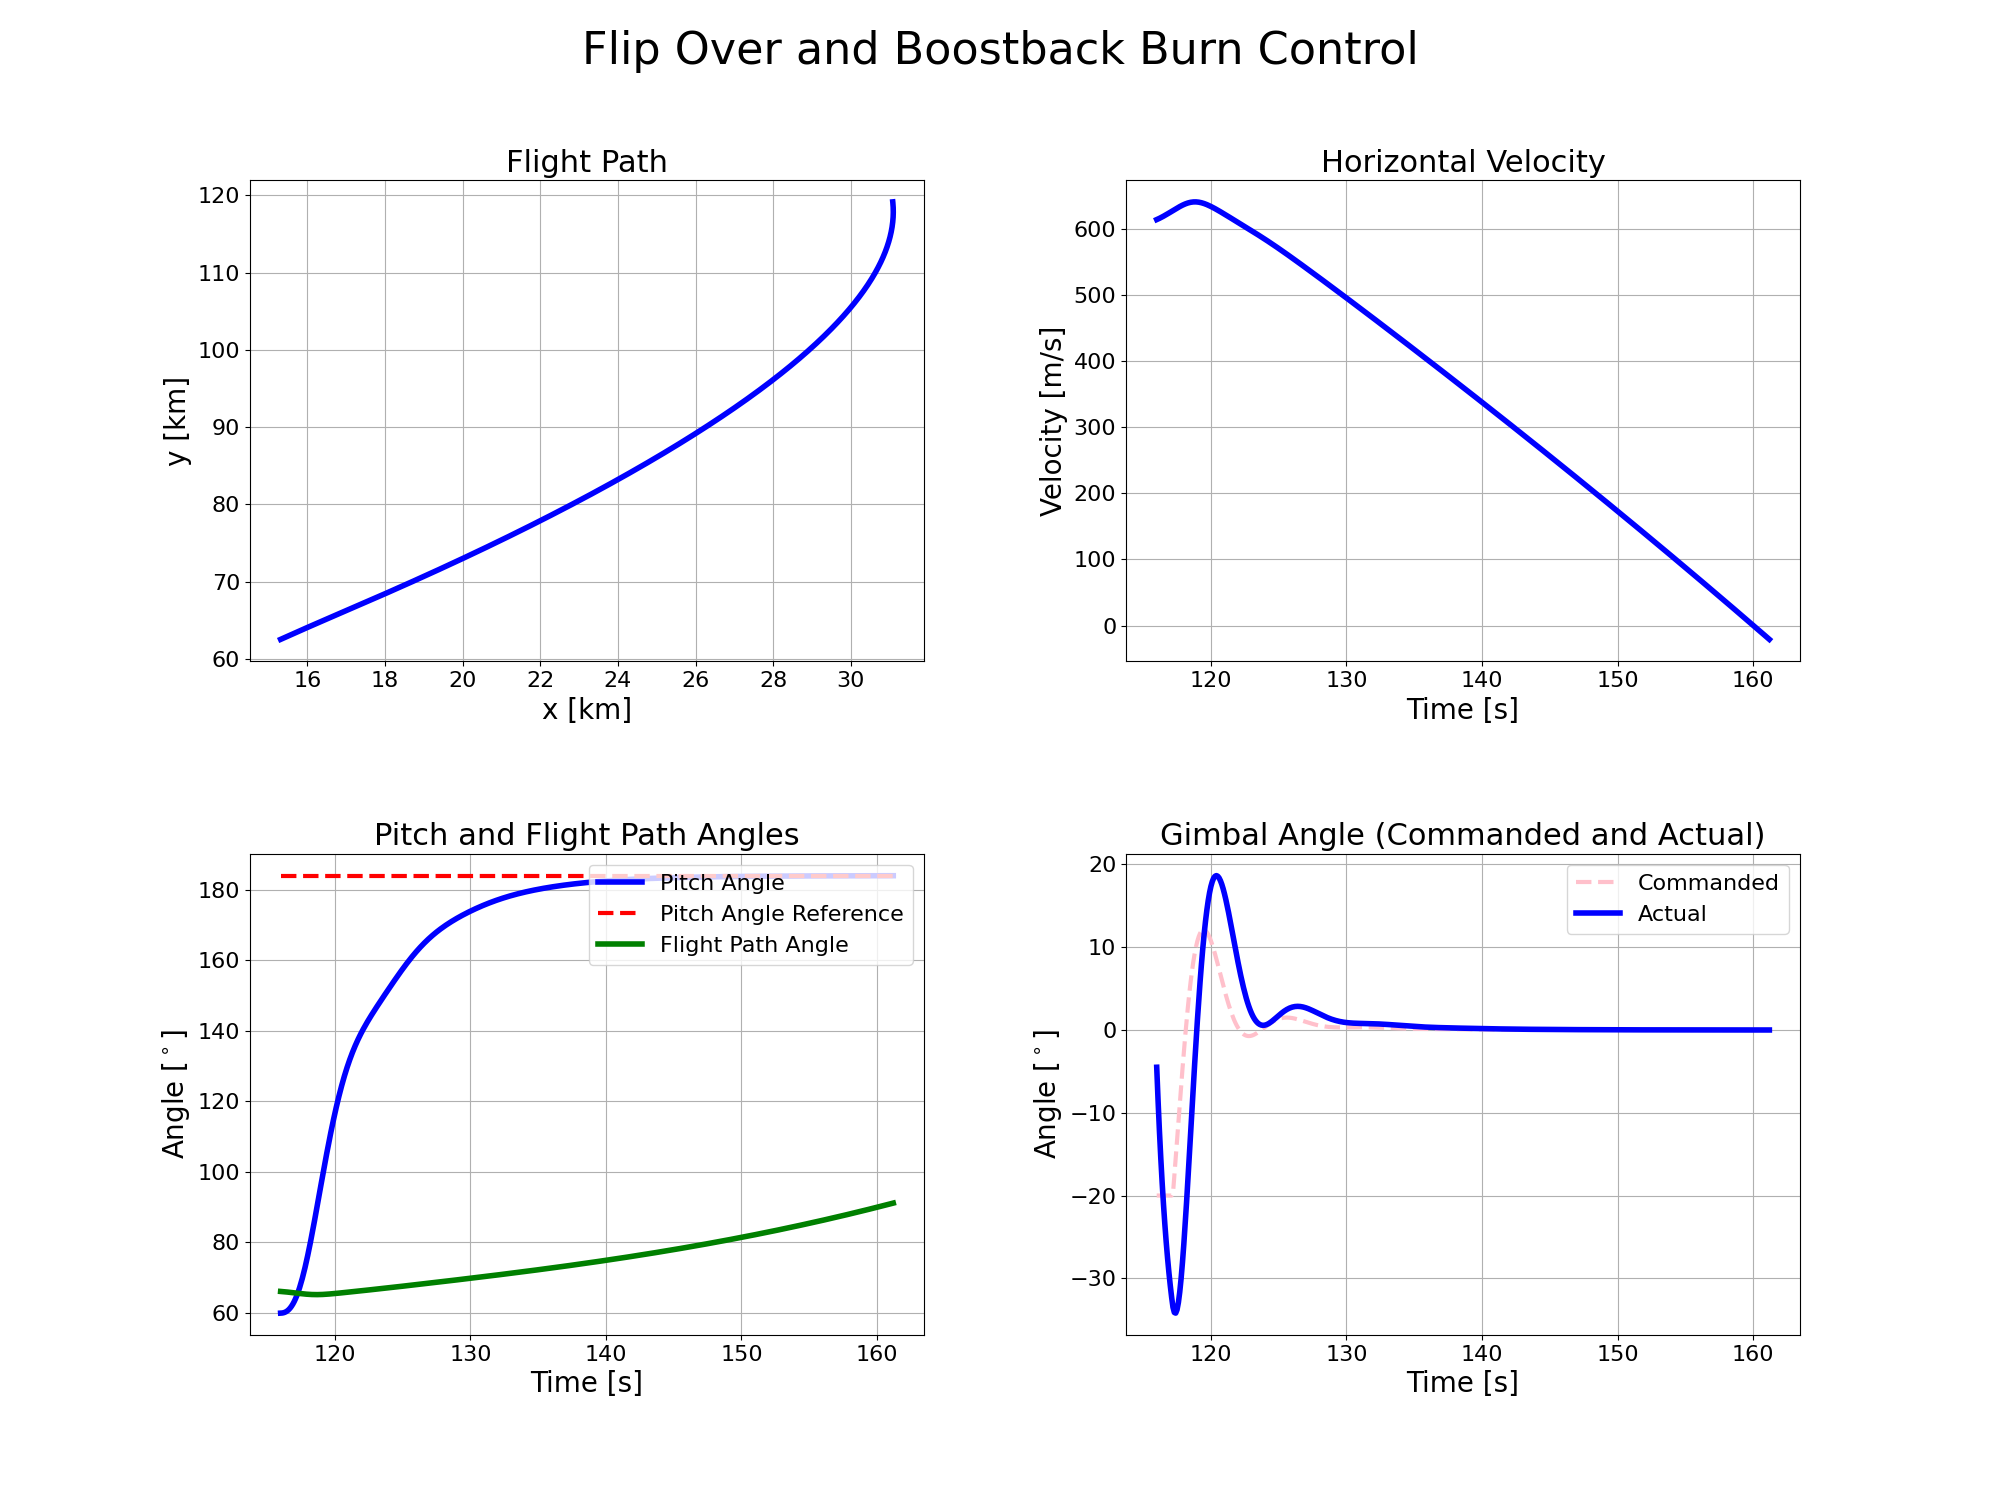 Flip Over and Boostback Burn Control
Flight Path
120
110
100
90
80
70
60
y [km]
16 18 20 22 24 26 28 30
x [km]
Horizontal Velocity
600
500
400
300
200
100
0
Velocity [m/s]
120 130 140 150 160
Time [s]
Pitch and Flight Path Angles
180
160
140
120
100
80
60
Angle [°]
Pitch Angle
Pitch Angle Reference
Flight Path Angle
120 130 140 150 160
Time [s]
Gimbal Angle (Commanded and Actual)
20
10
0
−10
−20
−30
Angle [°]
Commanded
Actual
120 130 140 150 160
Time [s]